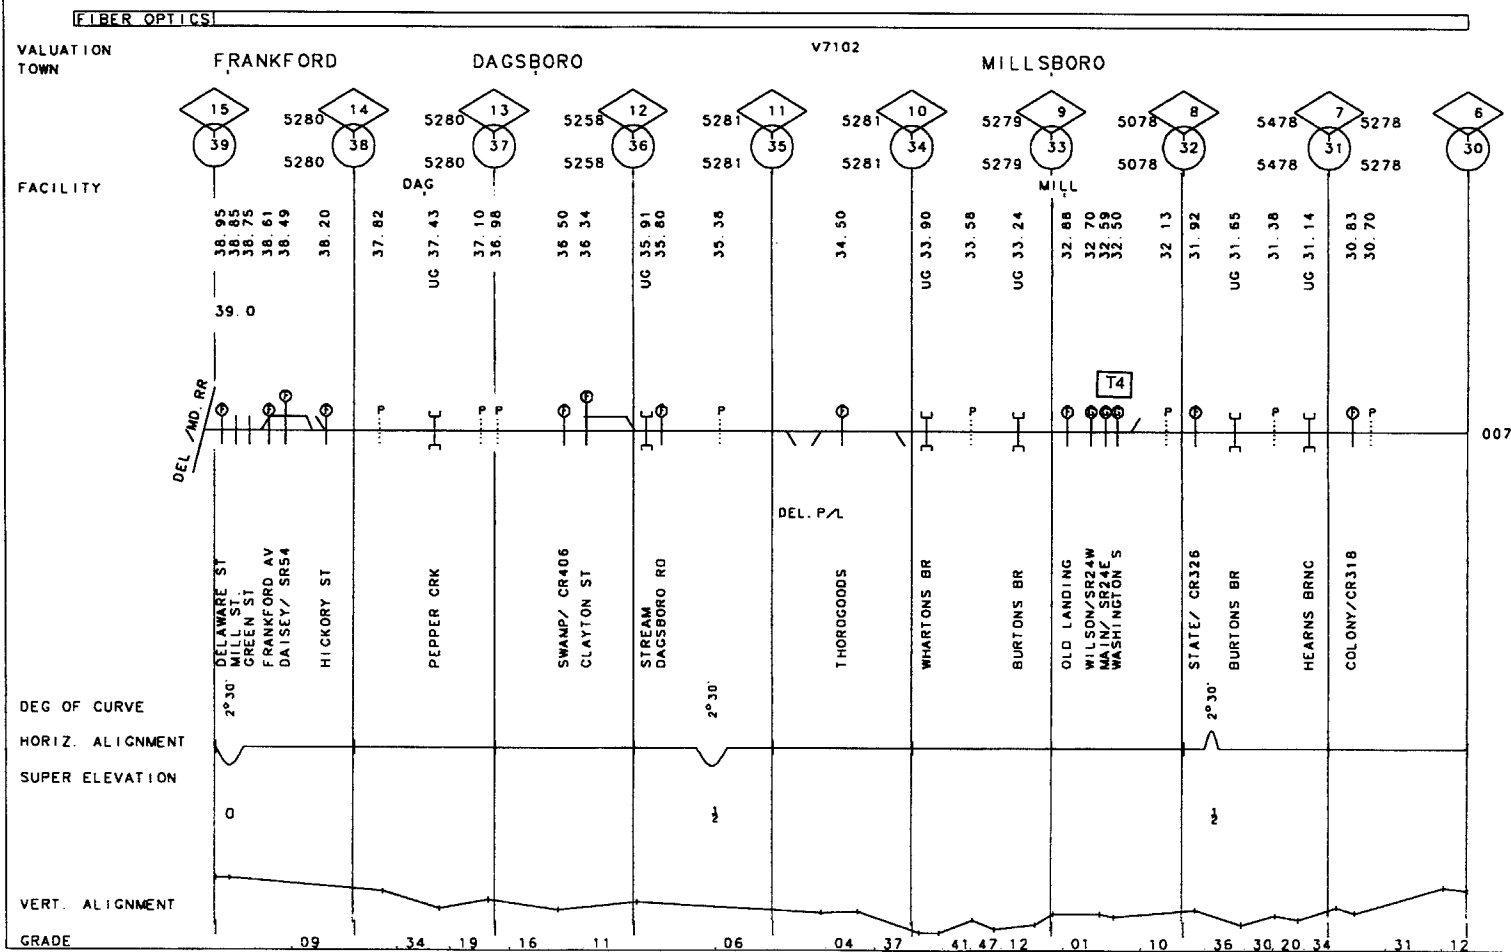 FIBER OPTICS
VALUATION V7102
TOWN FRANKFORD DAGSBORO MILLSBORO
15 14 13 12 11 10 9 8 7 6
5280 5280 5258 5281 5281 5279 5078 5478 5278
39 38 37 36 35 34 33 32 31 30
5280 5280 5258 5281 5281 5279 5078 5478 5278
FACILITY DAG MILL
38.95
38.85
38.75
38.61
38.49
38.20
37.82
UG 37.43
37.10
36.98
36 50
36 34
UG 35.91
35.80
35.38
34.50
UG 33.90
33.58
UG 33.24
32.88
32 70
32.59
32.50
32 13
31.92
UG 31.65
31.38
UG 31.14
30.83
30.70
39.0
DEL /MD. RR
F F F F P P P F F F P F P F G G G P F P F P
T4
007
DEL. P/L
DELAWARE ST
MILL ST.
GREEN ST
FRANKFORD AV
DAISEY/ SR54
HICKORY ST
PEPPER CRK
SWAMP/ CR406
CLAYTON ST
STREAM
DAGSBORO RD
THOROGOODS
WHARTONS BR
BURTONS BR
OLD LANDING
WILSON/SR24W
MAIN/ SR24E
WASHINGTON S
STATE/ CR326
BURTONS BR
HEARNS BRNC
COLONY/CR318
DEG OF CURVE 2°30' 2°30' 2°30'
HORIZ. ALIGNMENT
SUPER ELEVATION
0 ½ ½
VERT. ALIGNMENT
GRADE .09 .34 .19 .16 .11 .06 .04 .37 .41.47.12 .01 .10 .36 .30.20.34 .31 .12